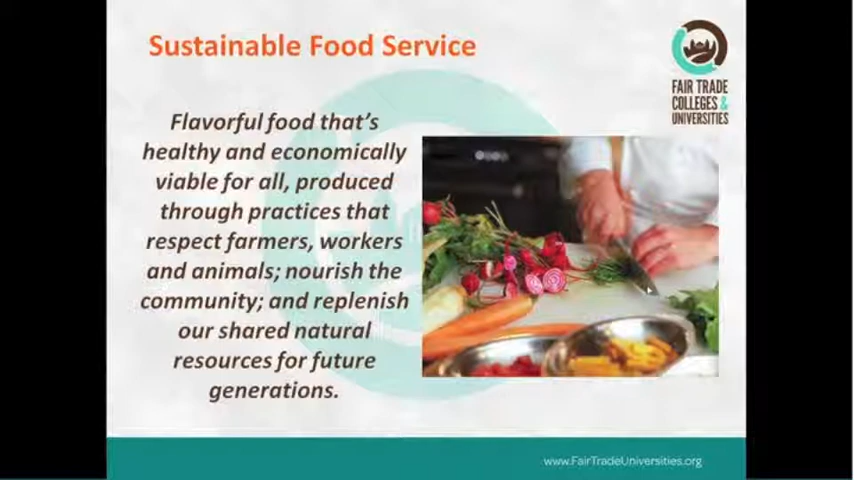 Sustainable Food Service
FAIR TRADE
COLLEGES &
UNIVERSITIES
Flavorful food that's
healthy and economically
viable for all, produced
through practices that
respect farmers, workers
and animals; nourish the
community; and replenish
our shared natural
resources for future
generations.
www.FairTradeUniversities.org